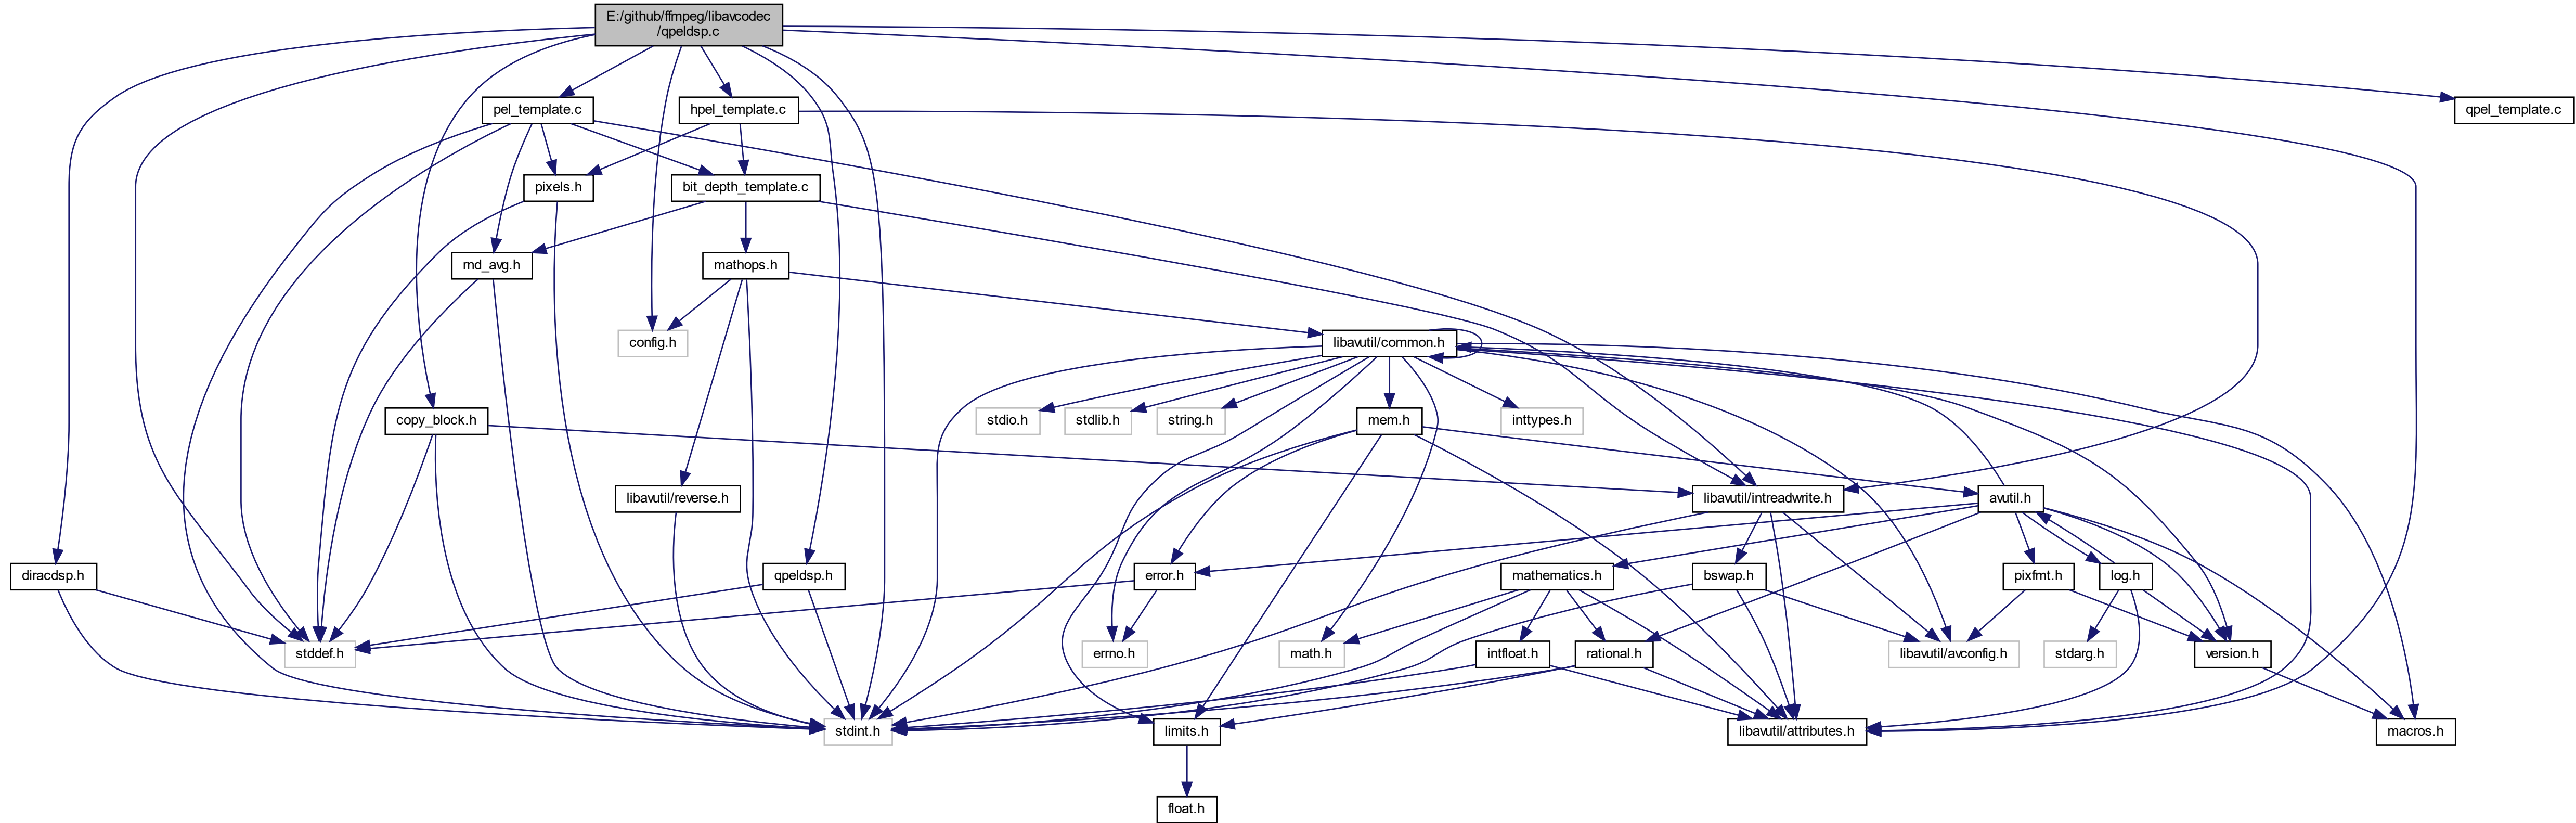 E:/github/ffmpeg/libavcodec
/qpeldsp.c
pel_template.c
hpel_template.c
qpel_template.c
pixels.h
bit_depth_template.c
rnd_avg.h
mathops.h
config.h
libavutil/common.h
copy_block.h
stdio.h
stdlib.h
string.h
mem.h
inttypes.h
libavutil/reverse.h
libavutil/intreadwrite.h
avutil.h
diracdsp.h
qpeldsp.h
error.h
mathematics.h
bswap.h
pixfmt.h
log.h
stddef.h
errno.h
math.h
intfloat.h
rational.h
libavutil/avconfig.h
stdarg.h
version.h
stdint.h
limits.h
libavutil/attributes.h
macros.h
float.h